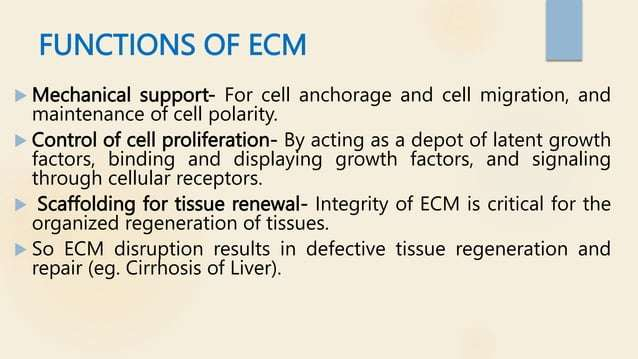 FUNCTIONS OF ECM
Mechanical support- For cell anchorage and cell migration, and
maintenance of cell polarity.
Control of cell proliferation- By acting as a depot of latent growth
factors, binding and displaying growth factors, and signaling
through cellular receptors.
Scaffolding for tissue renewal- Integrity of ECM is critical for the
organized regeneration of tissues.
So ECM disruption results in defective tissue regeneration and
repair (eg. Cirrhosis of Liver).